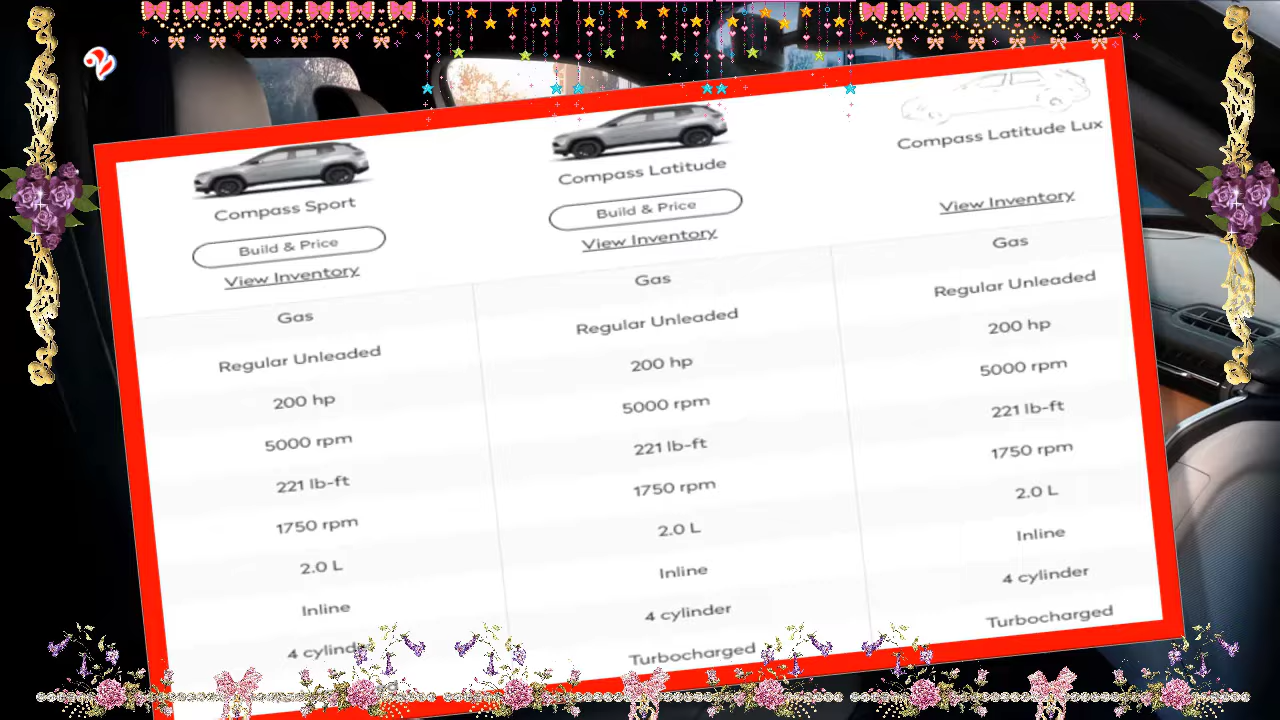 2
Compass Sport
Build & Price
View Inventory
Gas
Regular Unleaded
200 hp
5000 rpm
221 lb-ft
1750 rpm
2.0 L
Inline
4 cylinder
Compass Latitude
Build & Price
View Inventory
Gas
Regular Unleaded
200 hp
5000 rpm
221 lb-ft
1750 rpm
2.0 L
Inline
4 cylinder
Turbocharged
Compass Latitude Lux
View Inventory
Gas
Regular Unleaded
200 hp
5000 rpm
221 lb-ft
1750 rpm
2.0 L
Inline
4 cylinder
Turbocharged